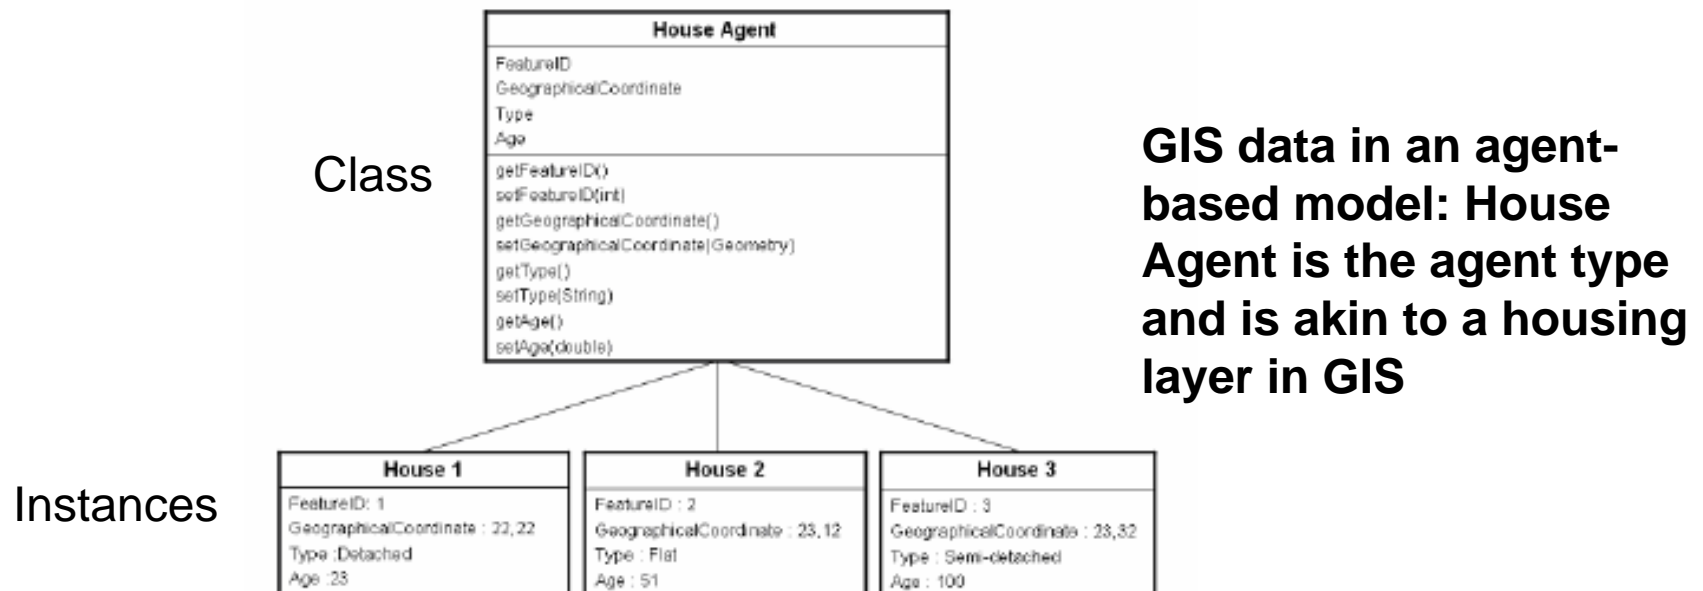 House Agent
FeatureID
GeographicalCoordinate
Type
Age
Class
getFeatureID()
setFeatureID(int)
getGeographicalCoordinate()
setGeographicalCoordinate(Geometry)
getType()
setType(String)
getAge()
setAge(double)
GIS data in an agent-
based model: House
Agent is the agent type
and is akin to a housing
layer in GIS
Instances
House 1
FeatureID: 1
GeographicalCoordinate : 22,22
Type :Detached
Age :23
House 2
FeatureID : 2
GeographicalCoordinate : 23,12
Type : Flat
Age : 51
House 3
FeatureID : 3
GeographicalCoordinate : 23,32
Type : Semi-detached
Age : 100